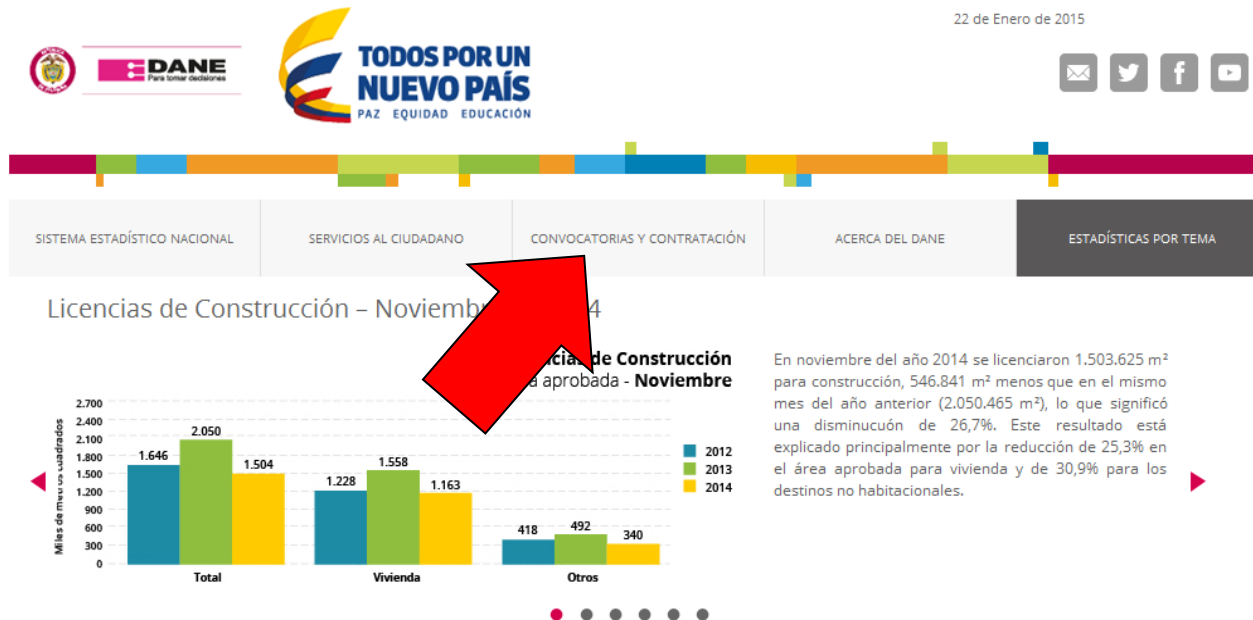 22 de Enero de 2015
DANE
Para tomar decisiones
TODOS POR UN
NUEVO PAÍS
PAZ EQUIDAD EDUCACIÓN
SISTEMA ESTADÍSTICO NACIONAL
SERVICIOS AL CIUDADANO
CONVOCATORIAS Y CONTRATACIÓN
ACERCA DEL DANE
ESTADÍSTICAS POR TEMA
Licencias de Construcción – Noviemb 4
cias de Construcción
a aprobada - Noviembre
Miles de metros cuadrados
2.700
2.400
2.100
1.800
1.500
1.200
900
600
300
0
1.646
2.050
1.504
1.228
1.558
1.163
418
492
340
Total
Vivienda
Otros
2012
2013
2014
En noviembre del año 2014 se licenciaron 1.503.625 m²
para construcción, 546.841 m² menos que en el mismo
mes del año anterior (2.050.465 m²), lo que significó
una disminucuón de 26,7%. Este resultado está
explicado principalmente por la reducción de 25,3% en
el área aprobada para vivienda y de 30,9% para los
destinos no habitacionales.